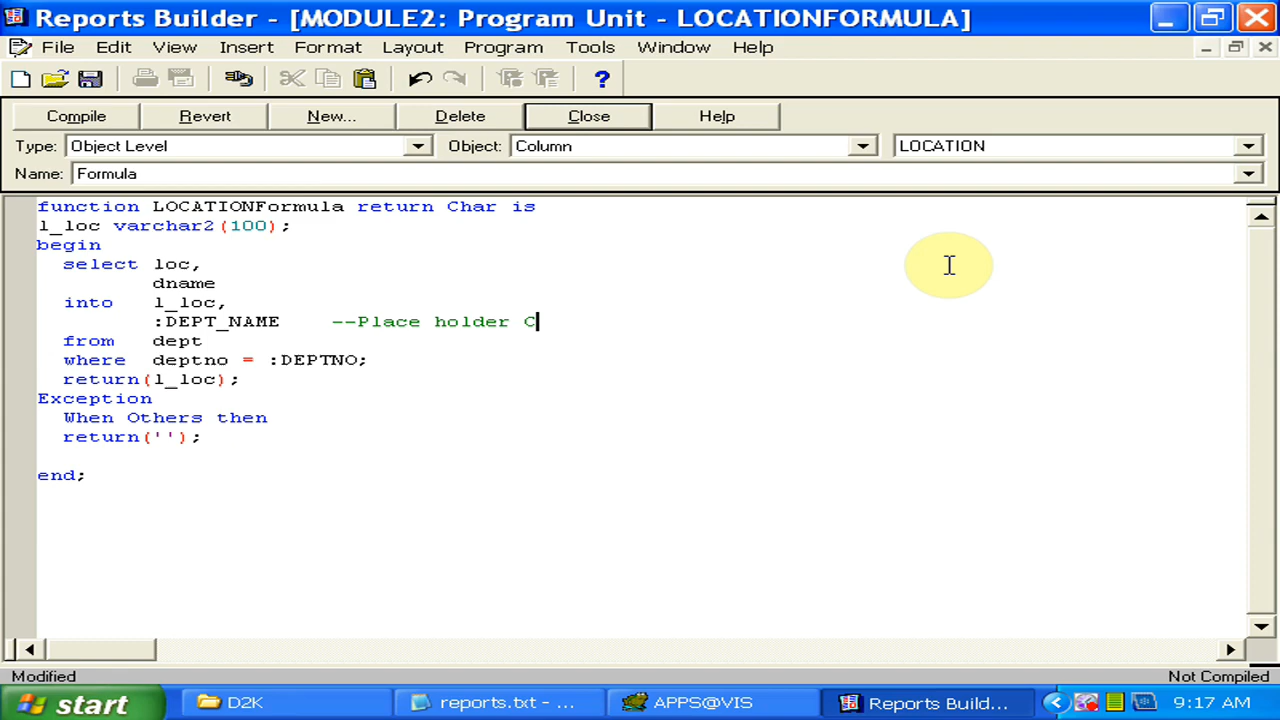 Reports Builder - [MODULE2: Program Unit - LOCATIONFORMULA]
File Edit View Insert Format Layout Program Tools Window Help
Compile Revert New... Delete Close Help
Type: Object Level Object: Column LOCATION
Name: Formula
function LOCATIONFormula return Char is
l_loc varchar2(100);
begin
select loc,
dname
into l_loc,
:DEPT_NAME --Place holder C
from dept
where deptno = :DEPTNO;
return(l_loc);
Exception
When Others then
return('');
end;
Modified Not Compiled
start D2K reports.txt - ... APPS@VIS Reports Build... 9:17 AM